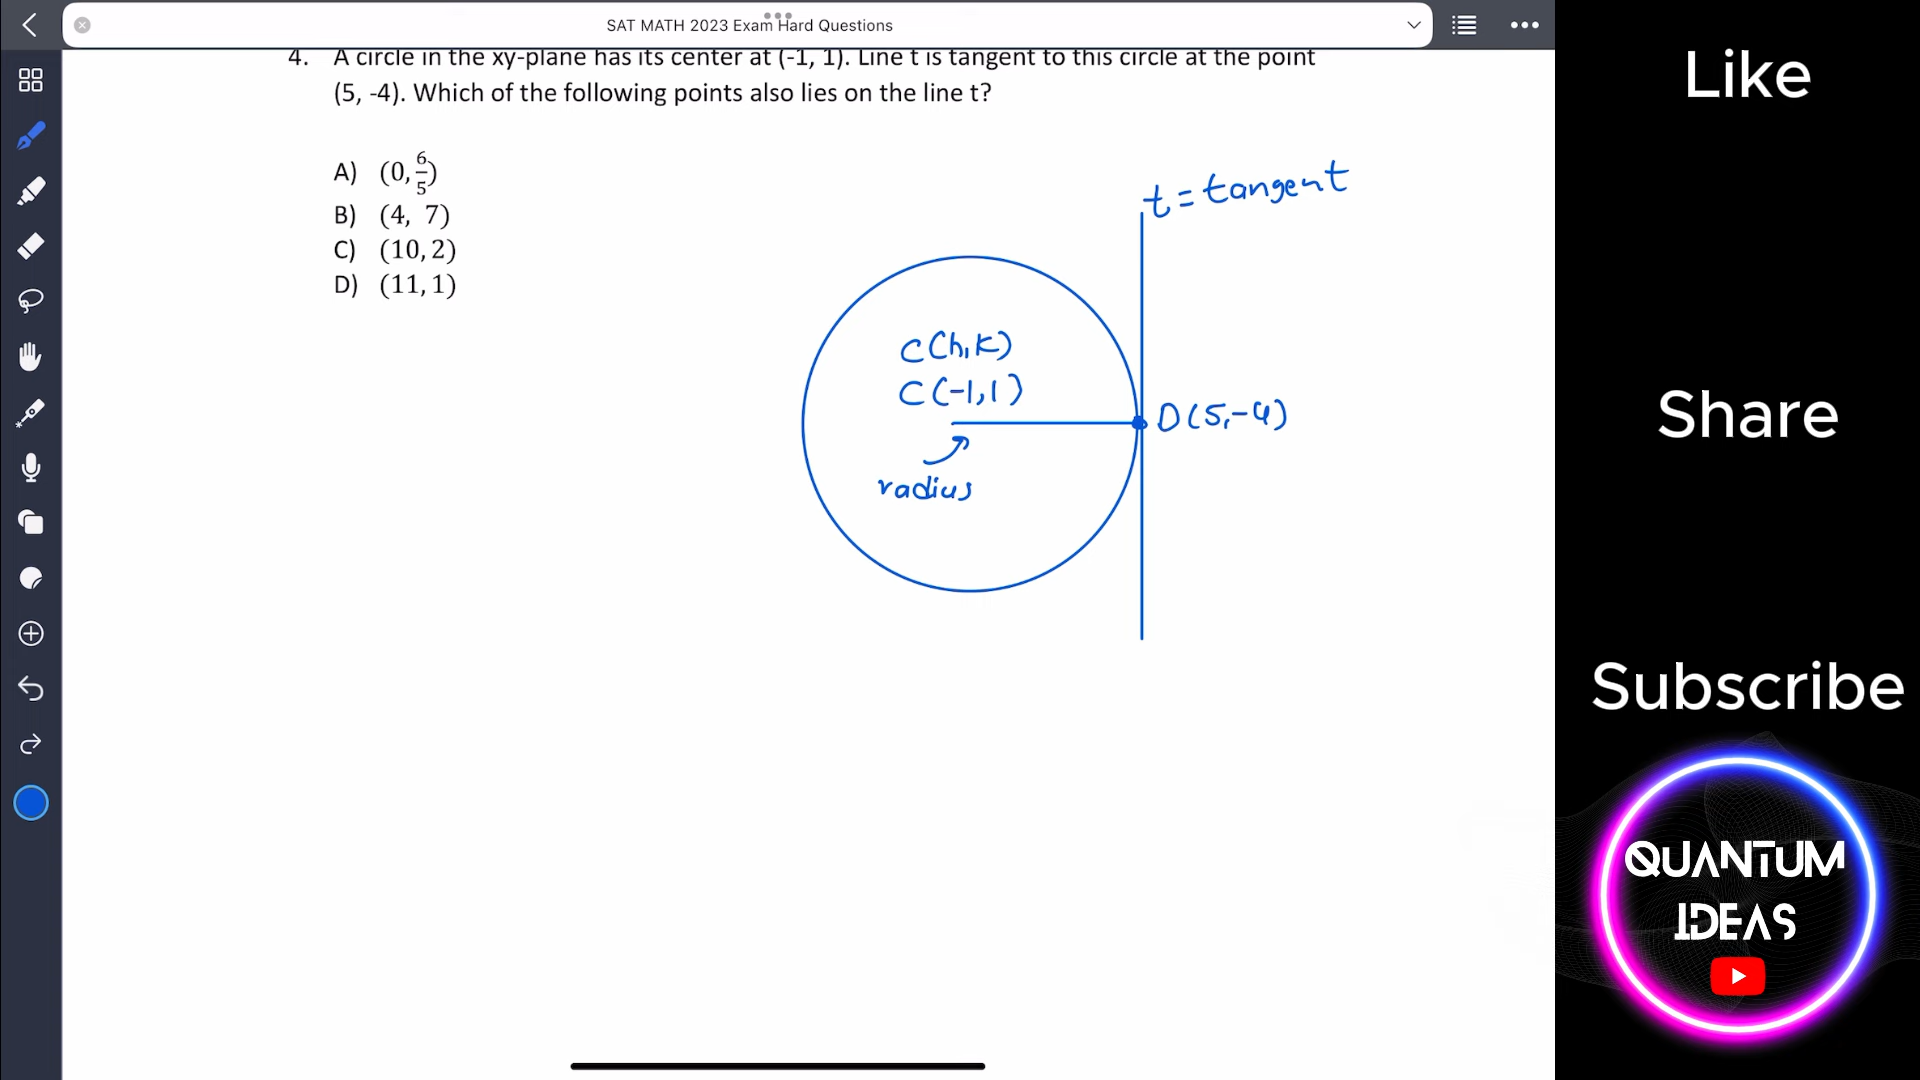 SAT MATH 2023 Exam Hard Questions
4. A circle in the xy-plane has its center at (-1, 1). Line t is tangent to this circle at the point
(5, -4). Which of the following points also lies on the line t?
A) (0, 6/5)
B) (4, 7)
C) (10, 2)
D) (11, 1)
t = tangent
C(h,k)
C(-1,1)
D(5,-4)
radius
Like
Share
Subscribe
QUANTUM
IDEAS